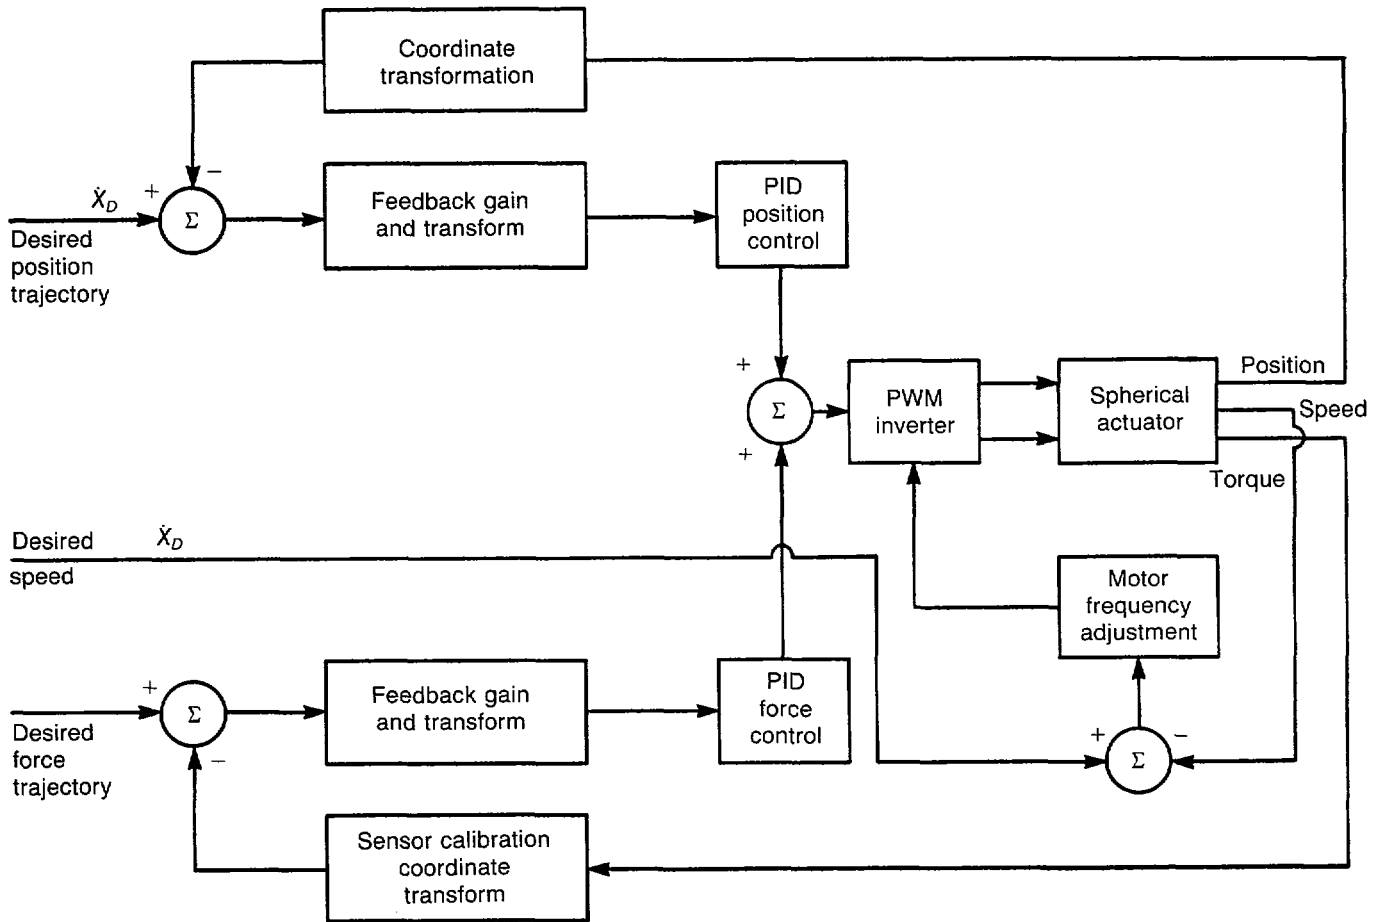 Coordinate
transformation
−
+
Ẋ_D
Σ
Desired
position
trajectory
Feedback gain
and transform
PID
position
control
+
Σ
+
PWM
inverter
Spherical
actuator
Position
Speed
Torque
Desired
speed
Ẋ_D
Motor
frequency
adjustment
+
−
Σ
+
Σ
−
Desired
force
trajectory
Feedback gain
and transform
PID
force
control
Sensor calibration
coordinate
transform